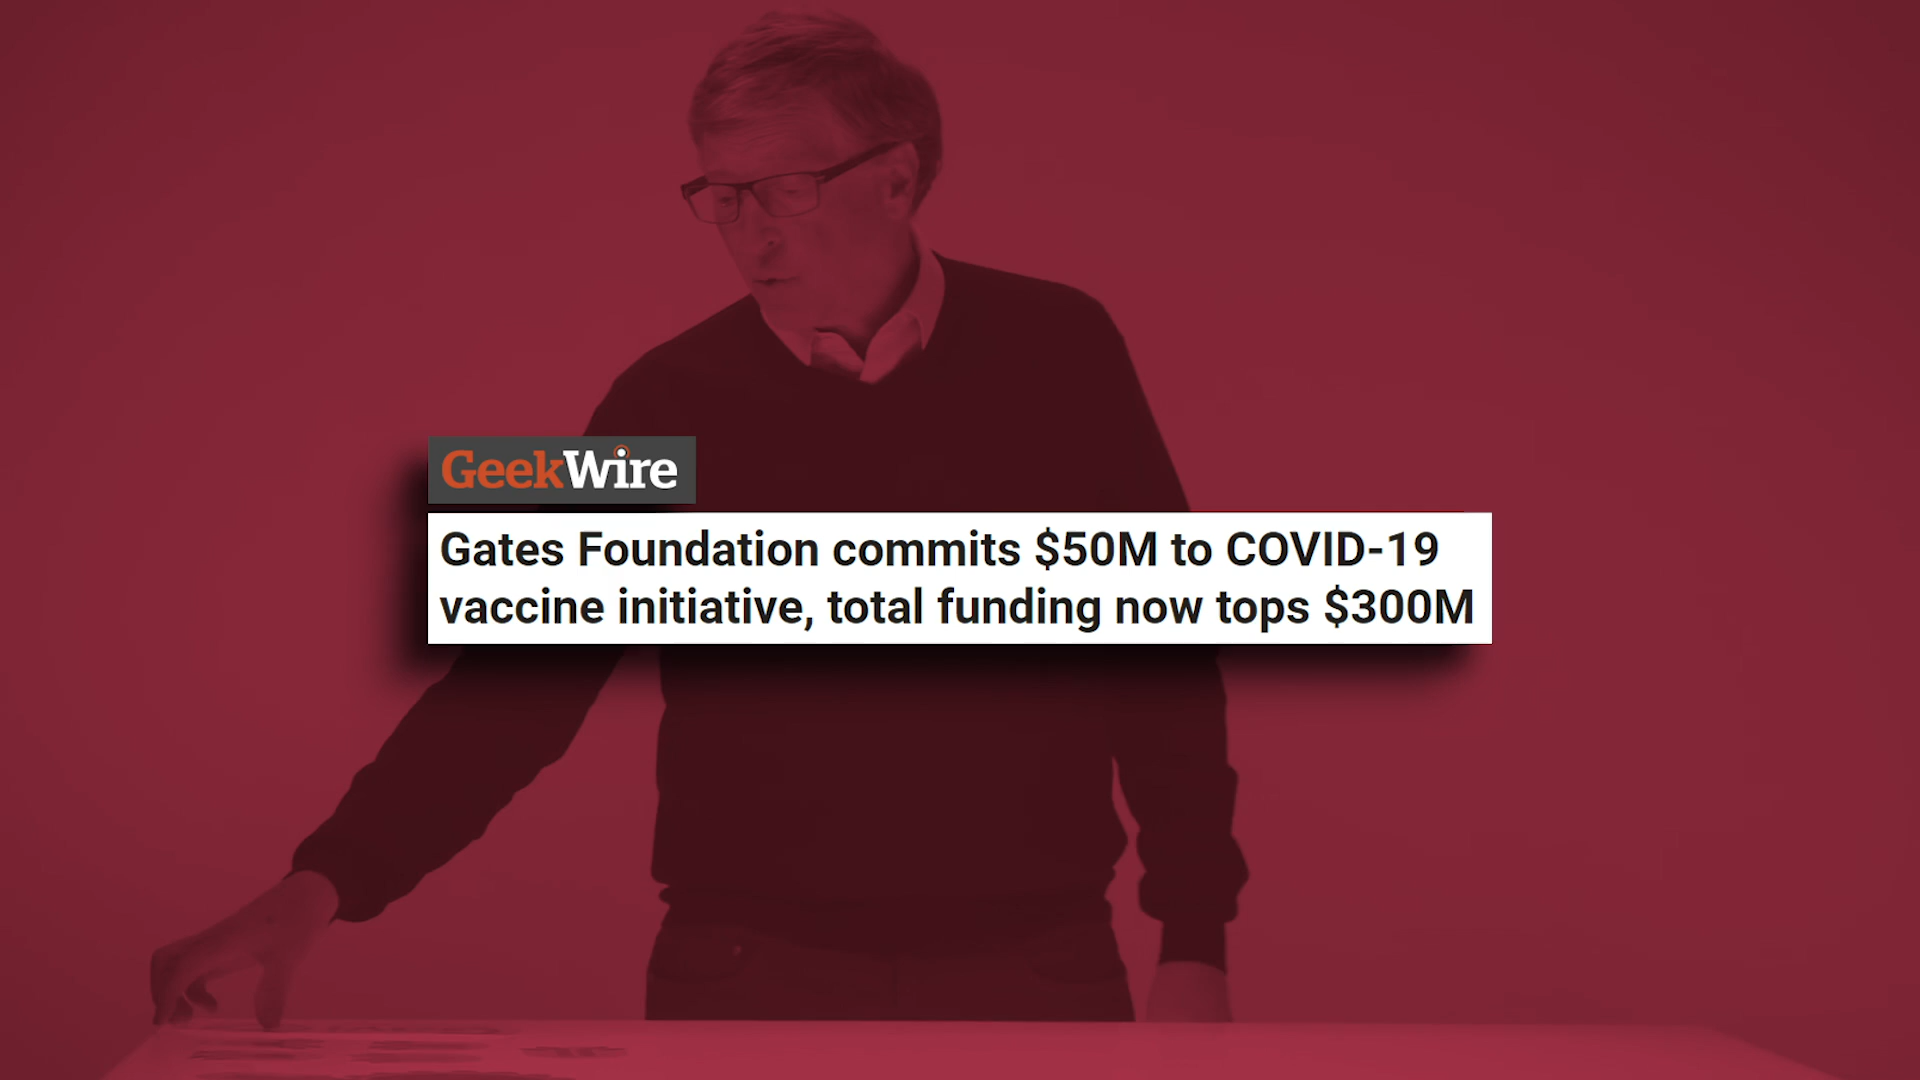 GeekWire
Gates Foundation commits $50M to COVID-19
vaccine initiative, total funding now tops $300M